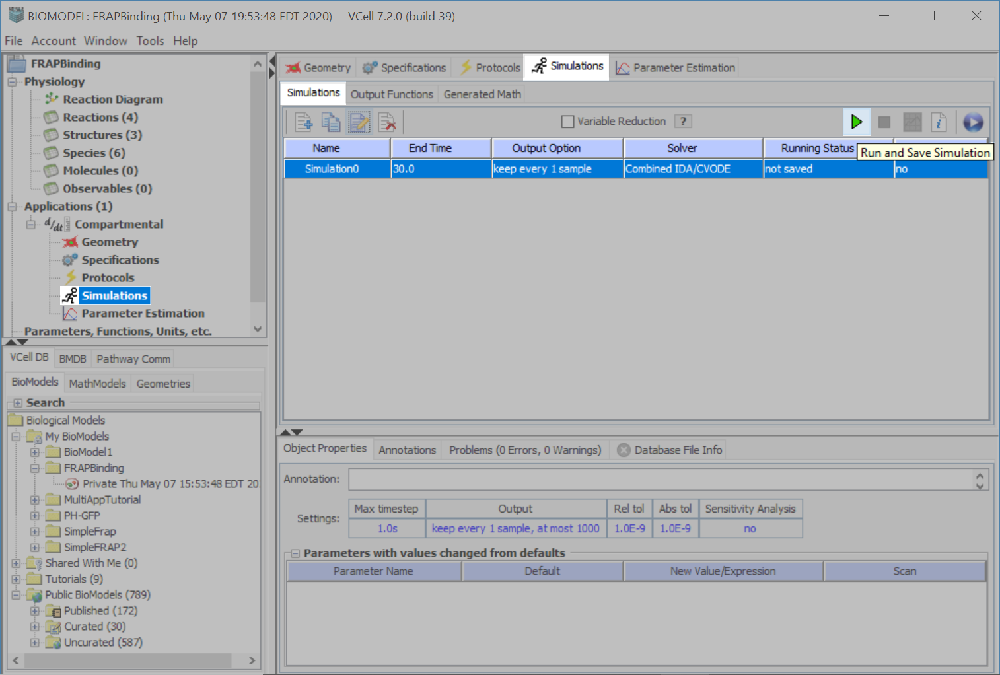 BIOMODEL: FRAPBinding (Thu May 07 19:53:48 EDT 2020) -- VCell 7.2.0 (build 39)
File Account Window Tools Help
FRAPBinding
Physiology
Reaction Diagram
Reactions (4)
Structures (3)
Species (6)
Molecules (0)
Observables (0)
Applications (1)
d/dt Compartmental
Geometry
Specifications
Protocols
Simulations
Parameter Estimation
Parameters, Functions, Units, etc.
VCell DB BMDB Pathway Comm
BioModels MathModels Geometries
Search
Biological Models
My BioModels
BioModel1
FRAPBinding
Private Thu May 07 15:53:48 EDT 20
MultiAppTutorial
PH-GFP
SimpleFrap
SimpleFRAP2
Shared With Me (0)
Tutorials (9)
Public BioModels (789)
Published (172)
Curated (30)
Uncurated (587)
Geometry Specifications Protocols Simulations Parameter Estimation
Simulations Output Functions Generated Math
Variable Reduction ?
Name End Time Output Option Solver Running Status
Run and Save Simulation
Simulation0 30.0 keep every 1 sample Combined IDA/CVODE not saved no
Object Properties Annotations Problems (0 Errors, 0 Warnings) Database File Info
Annotation:
Settings:
Max timestep Output Rel tol Abs tol Sensitivity Analysis
1.0s keep every 1 sample, at most 1000 1.0E-9 1.0E-9 no
Parameters with values changed from defaults
Parameter Name Default New Value/Expression Scan